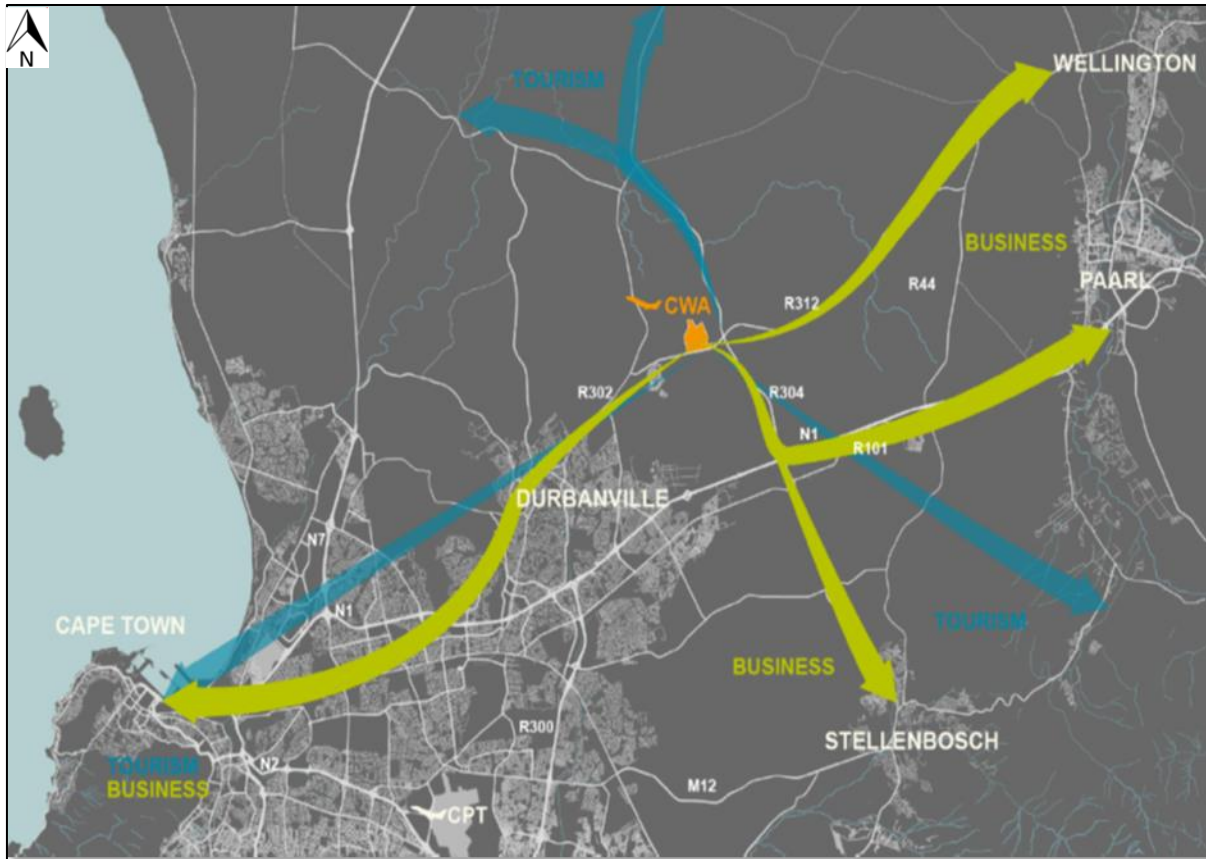 N
TOURISM
WELLINGTON
BUSINESS
PAARL
R44
R312
CWA
R302
R304
N1
R101
DURBANVILLE
N7
N1
CAPE TOWN
TOURISM
BUSINESS
R300
STELLENBOSCH
TOURISM
BUSINESS
N2
M12
CPT